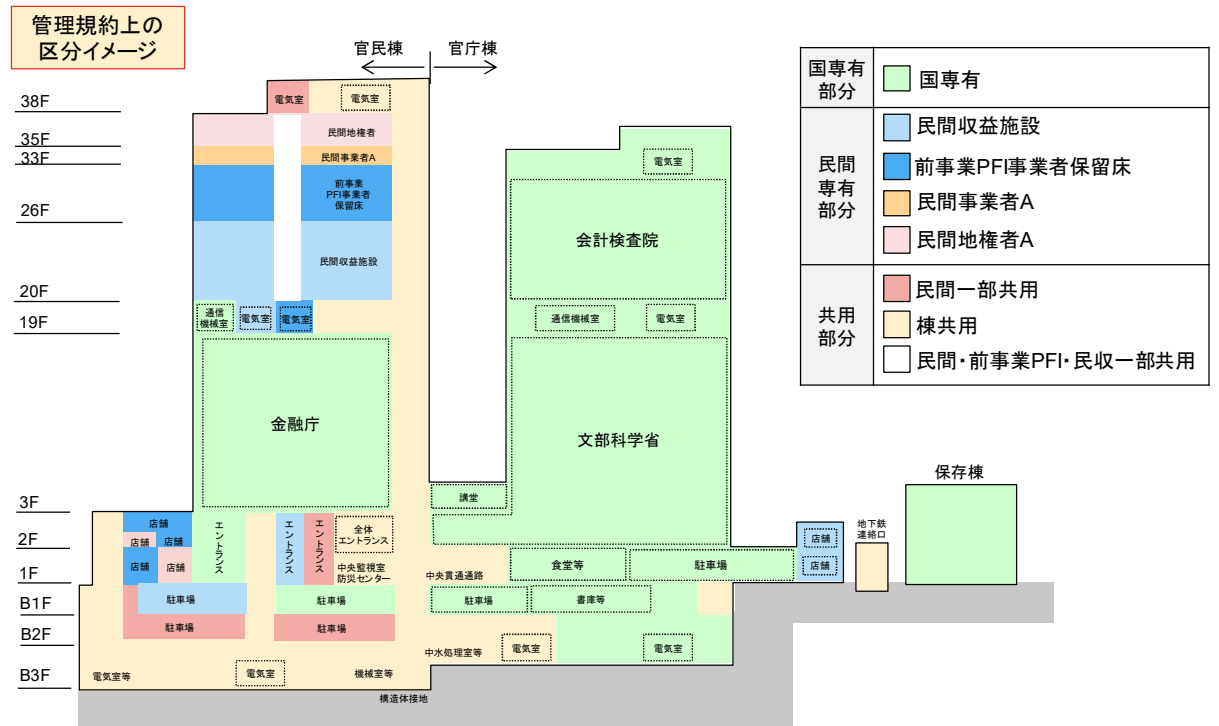 管理規約上の
区分イメージ
官民棟
官庁棟
38F
35F
33F
26F
20F
19F
3F
2F
1F
B1F
B2F
B3F
電気室
電気室
民間地権者
民間事業者A
前事業
PFI事業者
保留床
民間収益施設
通信
機械室
電気室
電気室
金融庁
店舗
店舗
店舗
店舗
店舗
エントランス
エントランス
エントランス
全体
エントランス
中央監視室
防災センター
駐車場
駐車場
駐車場
駐車場
電気室等
電気室
機械室等
構造体接地
電気室
会計検査院
通信機械室
電気室
文部科学省
講堂
中央貫通通路
食堂等
駐車場
店舗
店舗
地下鉄
連絡口
保存棟
駐車場
書庫等
中水処理室等
電気室
電気室
国専有
部分
国専有
民間
専有
部分
民間収益施設
前事業PFI事業者保留床
民間事業者A
民間地権者A
共用
部分
民間一部共用
棟共用
民間・前事業PFI・民収一部共用